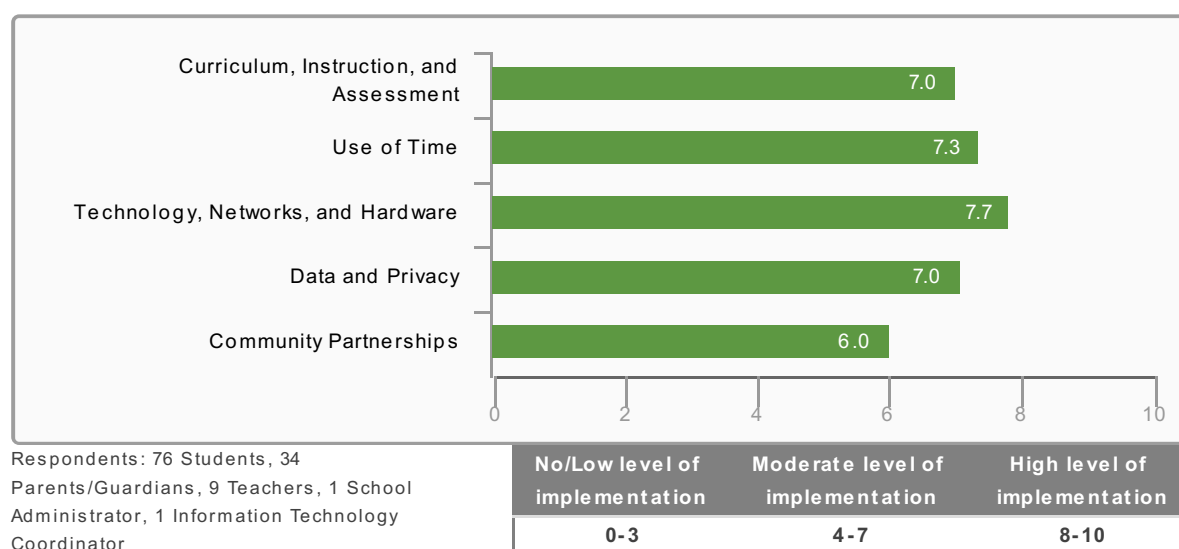 Curriculum, Instruction, and
Assessment
7.0
Use of Time
7.3
Technology, Networks, and Hardware
7.7
Data and Privacy
7.0
Community Partnerships
6.0
0 2 4 6 8 10
Respondents: 76 Students, 34
Parents/Guardians, 9 Teachers, 1 School
Administrator, 1 Information Technology
Coordinator
No/Low level of
implementation
Moderate level of
implementation
High level of
implementation
0-3
4-7
8-10